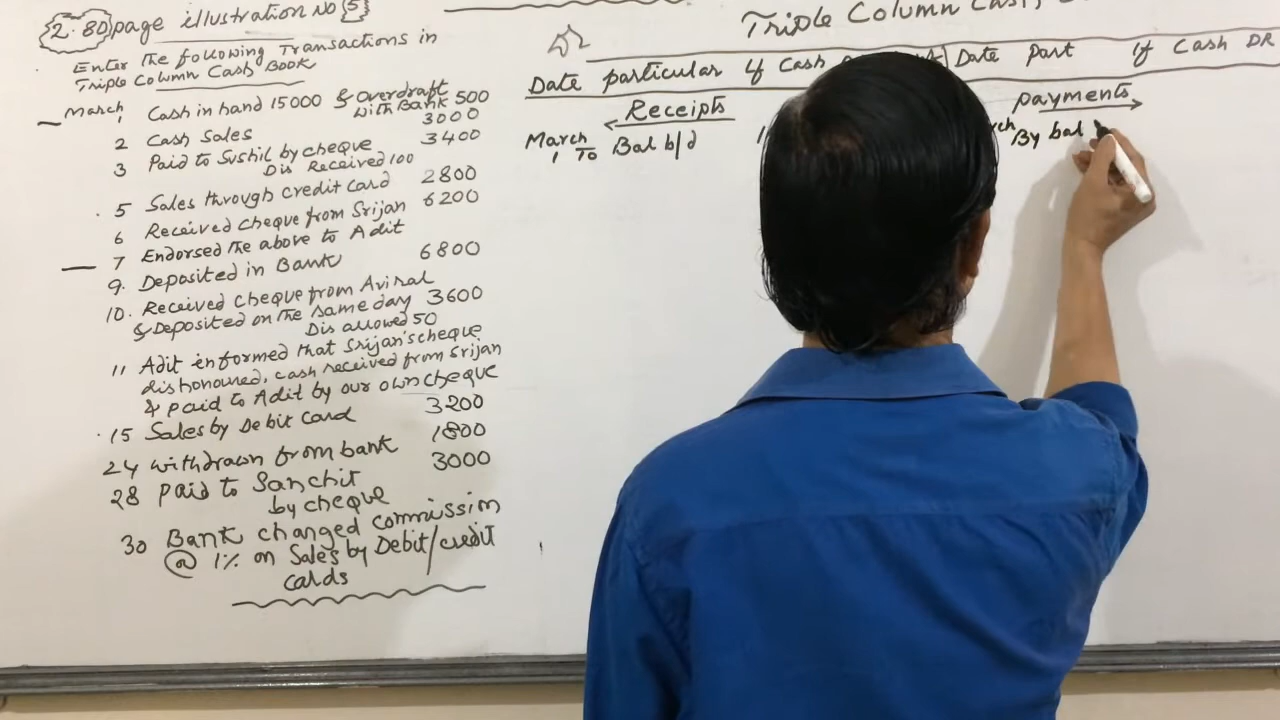 2.80 page illustration NO 5
Enter the following Transactions in
Triple Column Cash Book
March
1 Cash in hand 15000 & Overdraft
with Bank 500
2 Cash Sales 3000
3 Paid to Sushil by cheque 3400
Dis Received 100
5 Sales through credit card 2800
6 Received cheque from Srijan 6200
7 Endorsed the above to Adit
9. Deposited in Bank 6800
10. Received cheque from Aviral
& Deposited on the same day 3600
Dis allowed 50
11 Adit informed that Srijan's cheque
dishonoured, cash received from Srijan
& paid to Adit by our own cheque
15 Sales by Debit Card 3200
24 withdrawn from bank 1800
28 Paid to Sanchit 3000
by cheque
30 Bank changed commission
@ 1% on Sales by Debit/credit
cards
Triple Column Cash
Date particular lf Cash
Date Part lf Cash DR
Receipts
payments
March
1 To Bal b/d
By bal